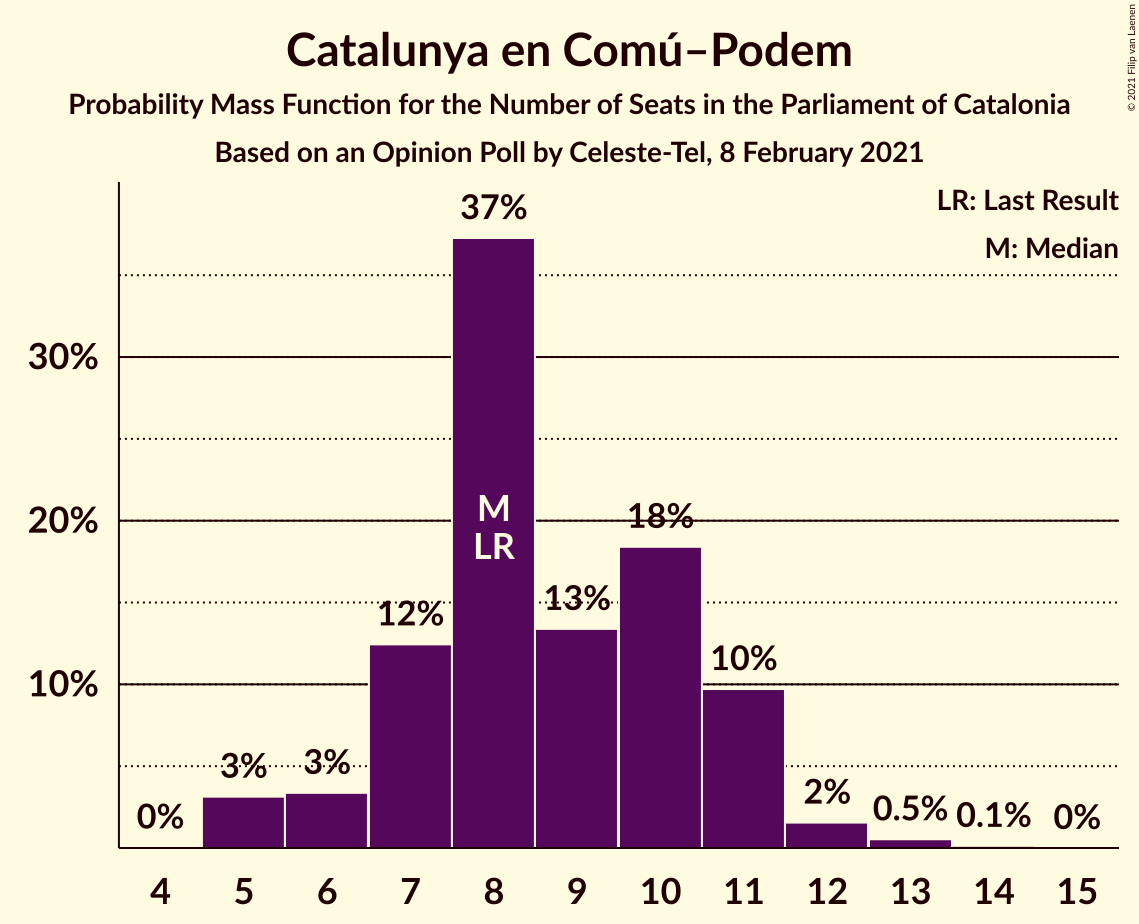 Catalunya en Comú–Podem
Probability Mass Function for the Number of Seats in the Parliament of Catalonia
Based on an Opinion Poll by Celeste-Tel, 8 February 2021
© 2021 Filip van Laenen
LR: Last Result
M: Median
37%
30%
20%
10%
M
LR
18%
13%
12%
10%
3%
3%
2%
0.5%
0.1%
0%
0%
4 5 6 7 8 9 10 11 12 13 14 15